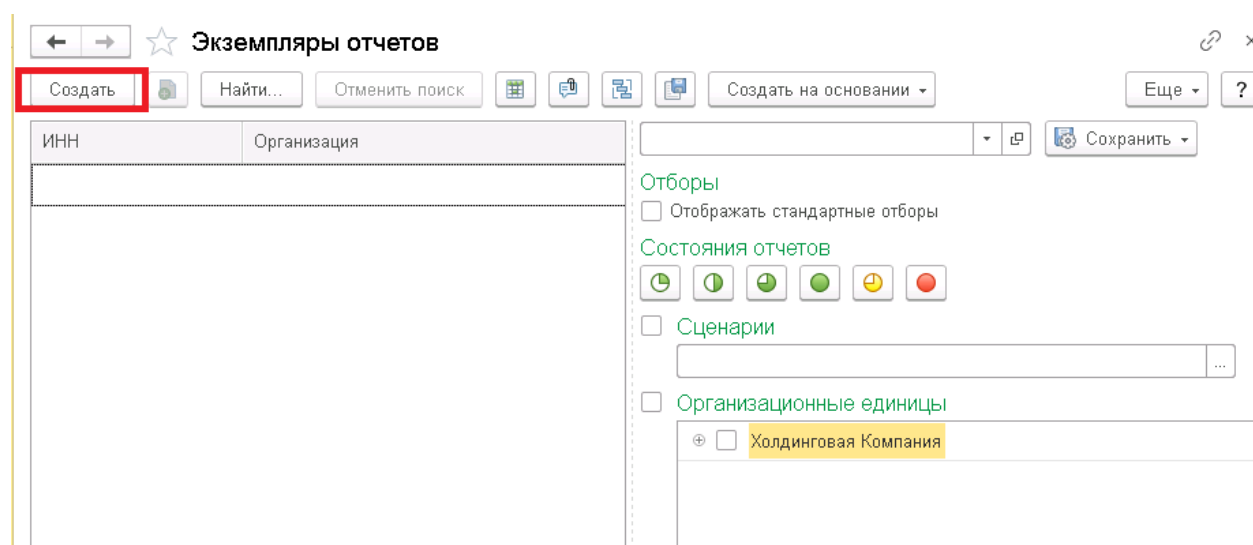 Экземпляры отчетов
Создать Найти... Отменить поиск Создать на основании Еще ?
ИНН Организация Сохранить
Отборы
Отображать стандартные отборы
Состояния отчетов
Сценарии
...
Организационные единицы
Холдинговая Компания